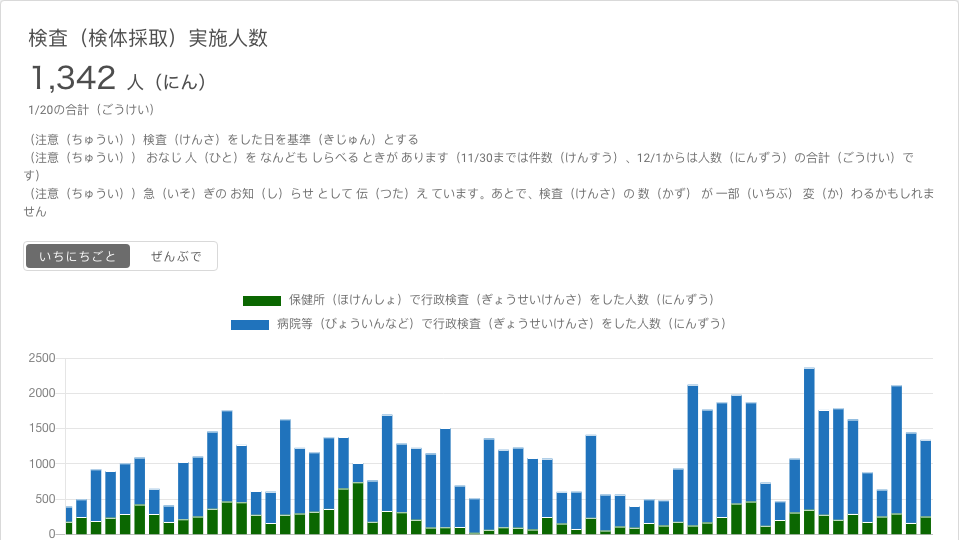 検査（検体採取）実施人数
1,342 人（にん）
1/20の合計（ごうけい）
（注意（ちゅうい））検査（けんさ）をした日を基準（きじゅん）とする
（注意（ちゅうい）） おなじ 人（ひと）を なんども しらべる ときが あります（11/30までは件数（けんすう）、12/1からは人数（にんずう）の合計（ごうけい）で
す）
（注意（ちゅうい））急（いそ）ぎの お知（し）らせ として 伝（つた）え ています。あとで、検査（けんさ）の 数（かず） が 一部（いちぶ） 変（か）わるかもしれま
せん
いちにちごと ぜんぶで
保健所（ほけんしょ）で行政検査（ぎょうせいけんさ）をした人数（にんずう）
病院等（びょういんなど）で行政検査（ぎょうせいけんさ）をした人数（にんずう）
2500
2000
1500
1000
500
0